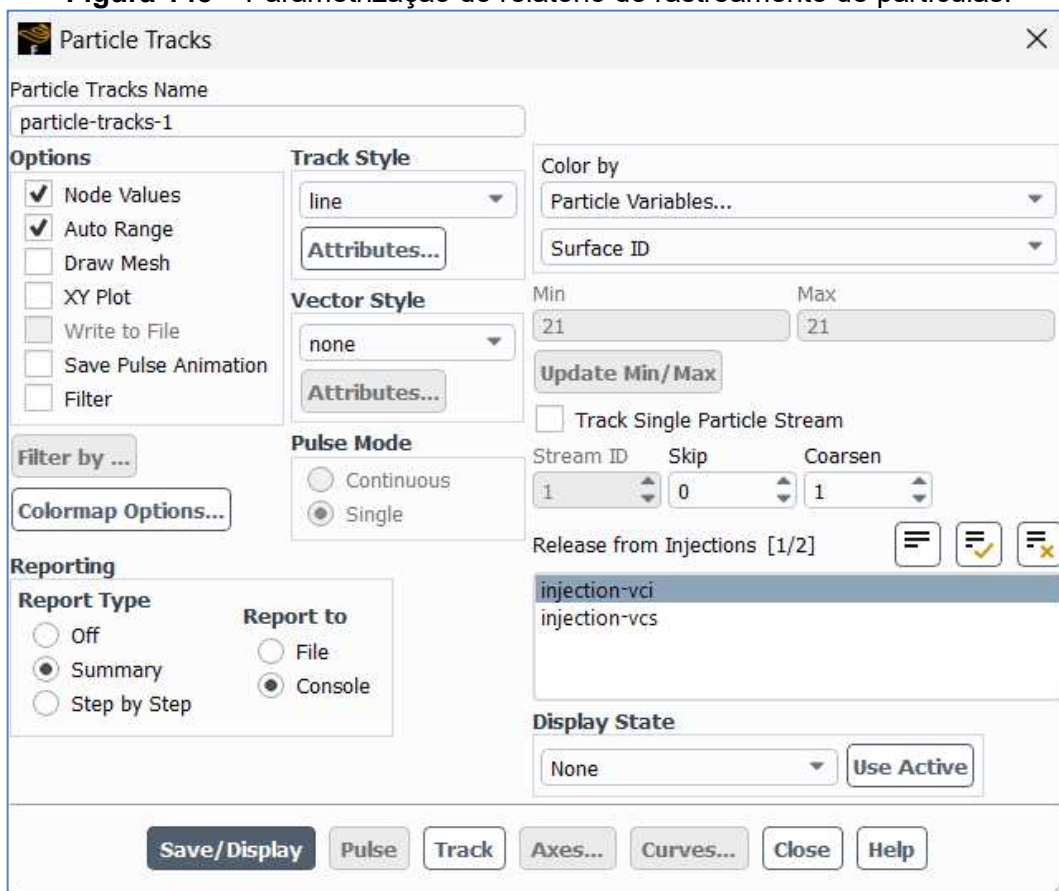 Particle Tracks
Particle Tracks Name
particle-tracks-1
Options
Node Values
Auto Range
Draw Mesh
XY Plot
Write to File
Save Pulse Animation
Filter
Filter by ...
Colormap Options...
Track Style
line
Attributes...
Vector Style
none
Attributes...
Pulse Mode
Continuous
Single
Color by
Particle Variables...
Surface ID
Min Max
21 21
Update Min/Max
Track Single Particle Stream
Stream ID Skip Coarsen
1 0 1
Release from Injections [1/2]
injection-vci
injection-vcs
Reporting
Report Type
Off
Summary
Step by Step
Report to
File
Console
Display State
None Use Active
Save/Display Pulse Track Axes... Curves... Close Help